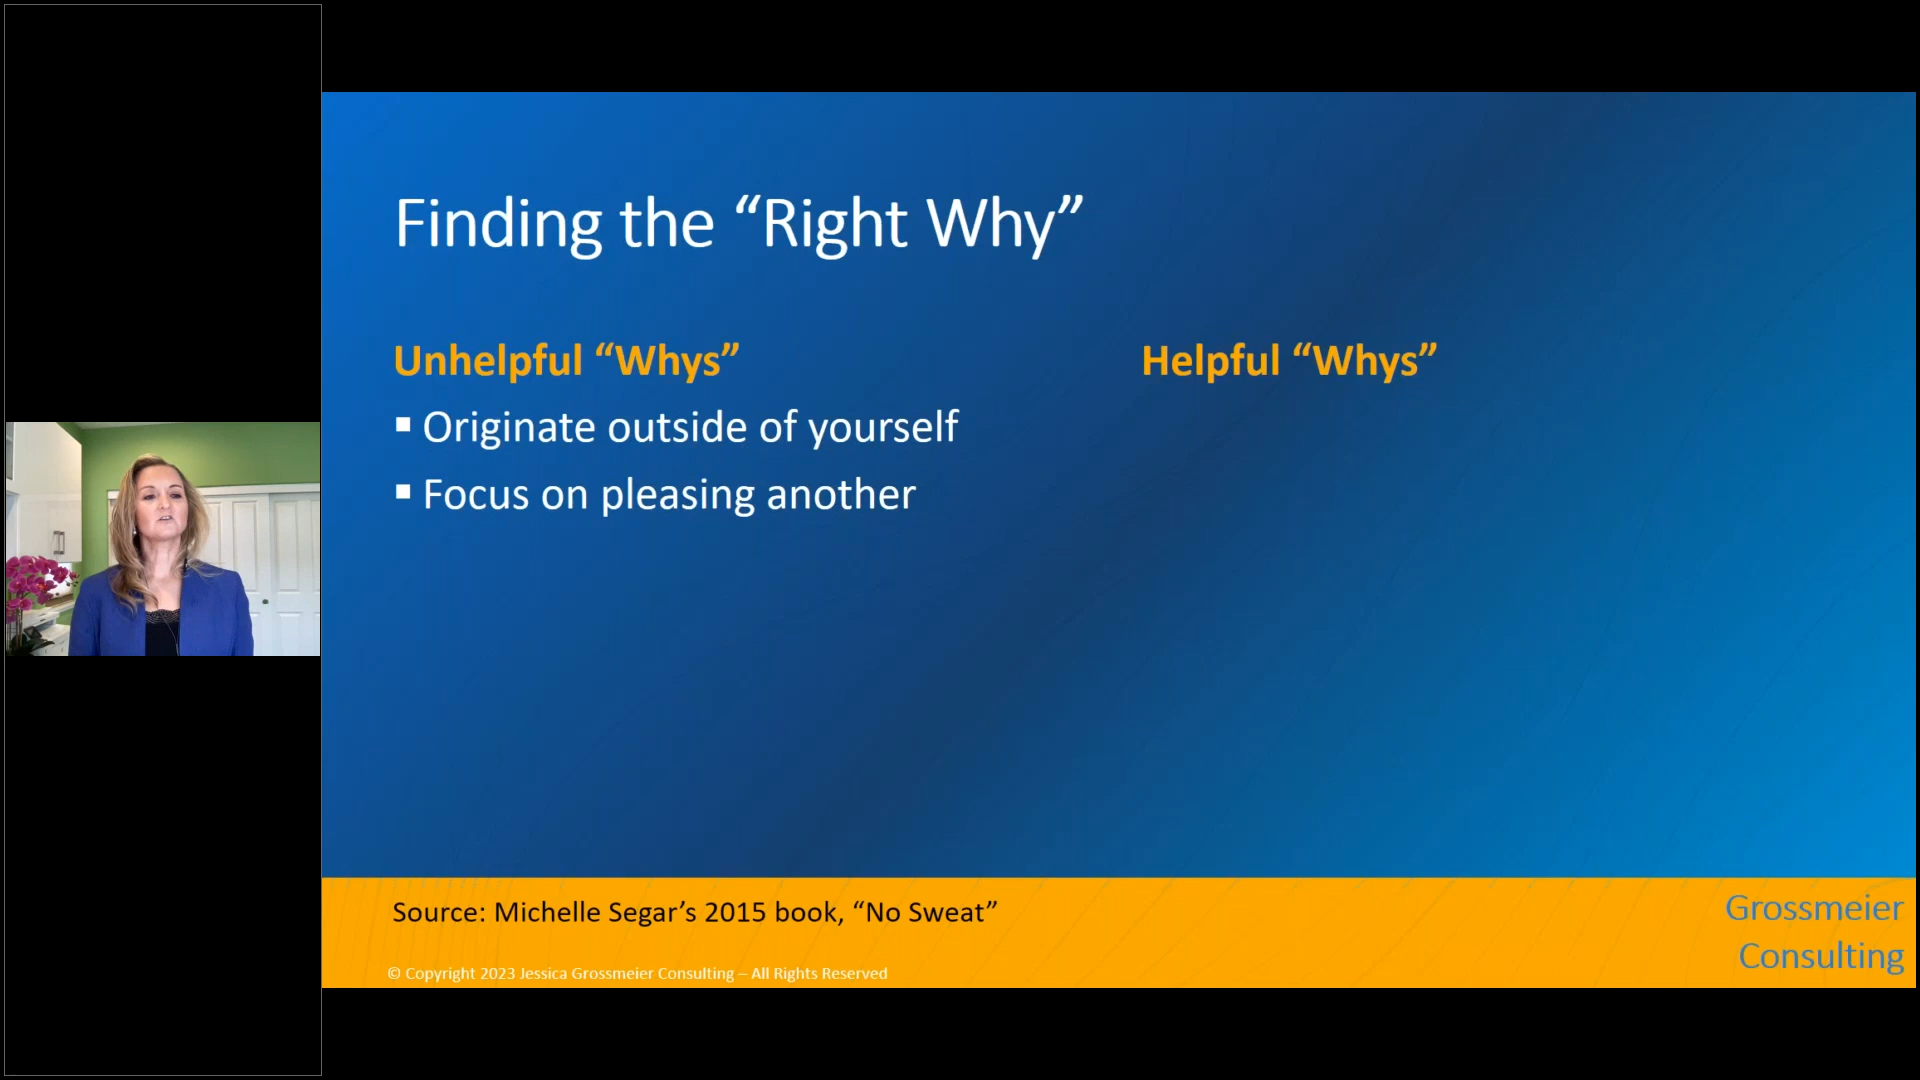 Finding the “Right Why”
Unhelpful “Whys”
▪ Originate outside of yourself
▪ Focus on pleasing another
Helpful “Whys”
Source: Michelle Segar’s 2015 book, “No Sweat”
© Copyright 2023 Jessica Grossmeier Consulting – All Rights Reserved
Grossmeier
Consulting